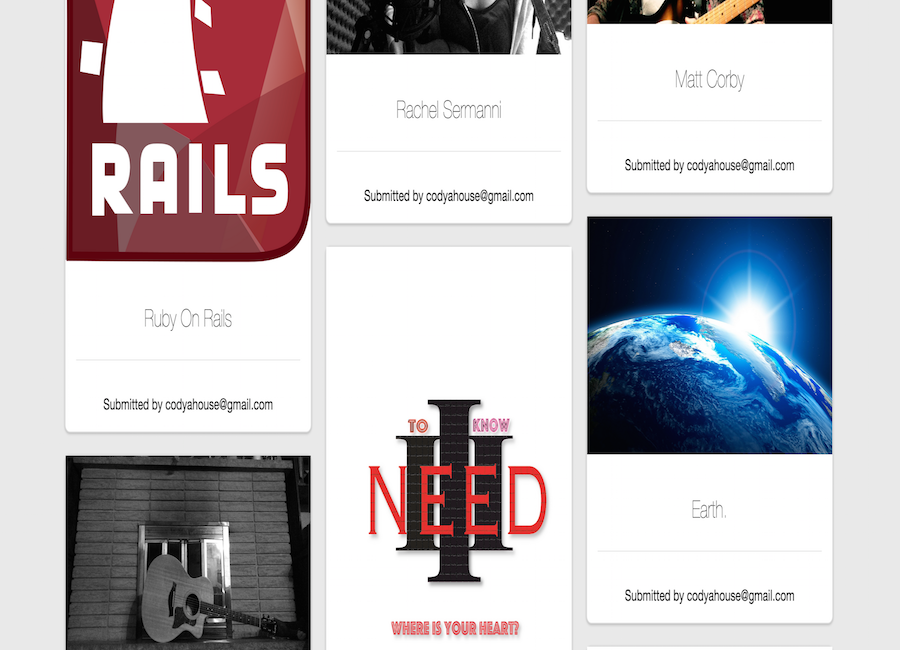 RAILS
Ruby On Rails
Submitted by codyahouse@gmail.com
Rachel Sermanni
Submitted by codyahouse@gmail.com
TO KNOW
NEED
WHERE IS YOUR HEART?
Matt Corby
Submitted by codyahouse@gmail.com
Earth.
Submitted by codyahouse@gmail.com